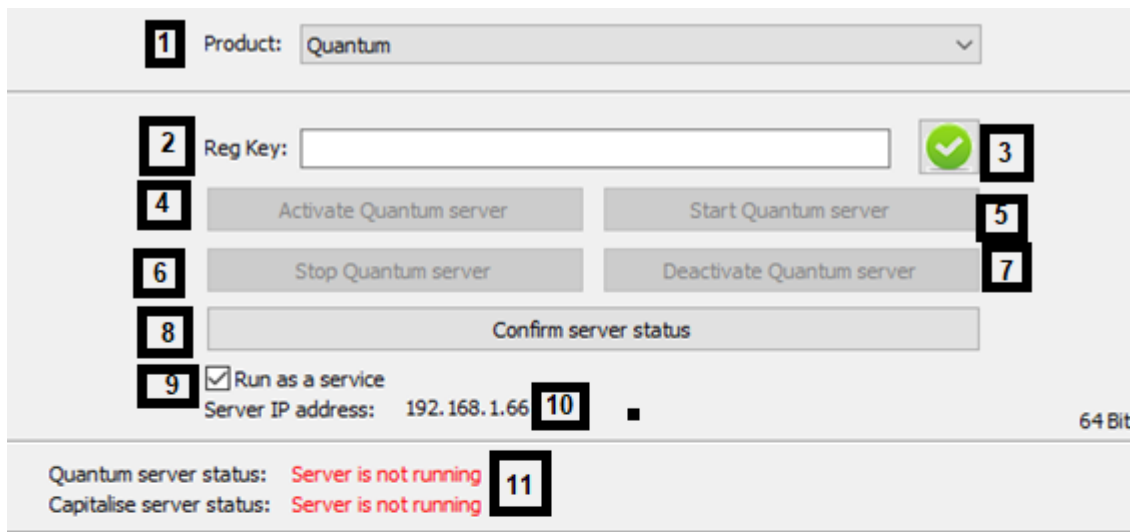 1 Product: Quantum
2 Reg Key: 3
4 Activate Quantum server Start Quantum server 5
6 Stop Quantum server Deactivate Quantum server 7
8 Confirm server status
9 Run as a service
Server IP address: 192.168.1.66 10
64 Bit
Quantum server status: Server is not running 11
Capitalise server status: Server is not running